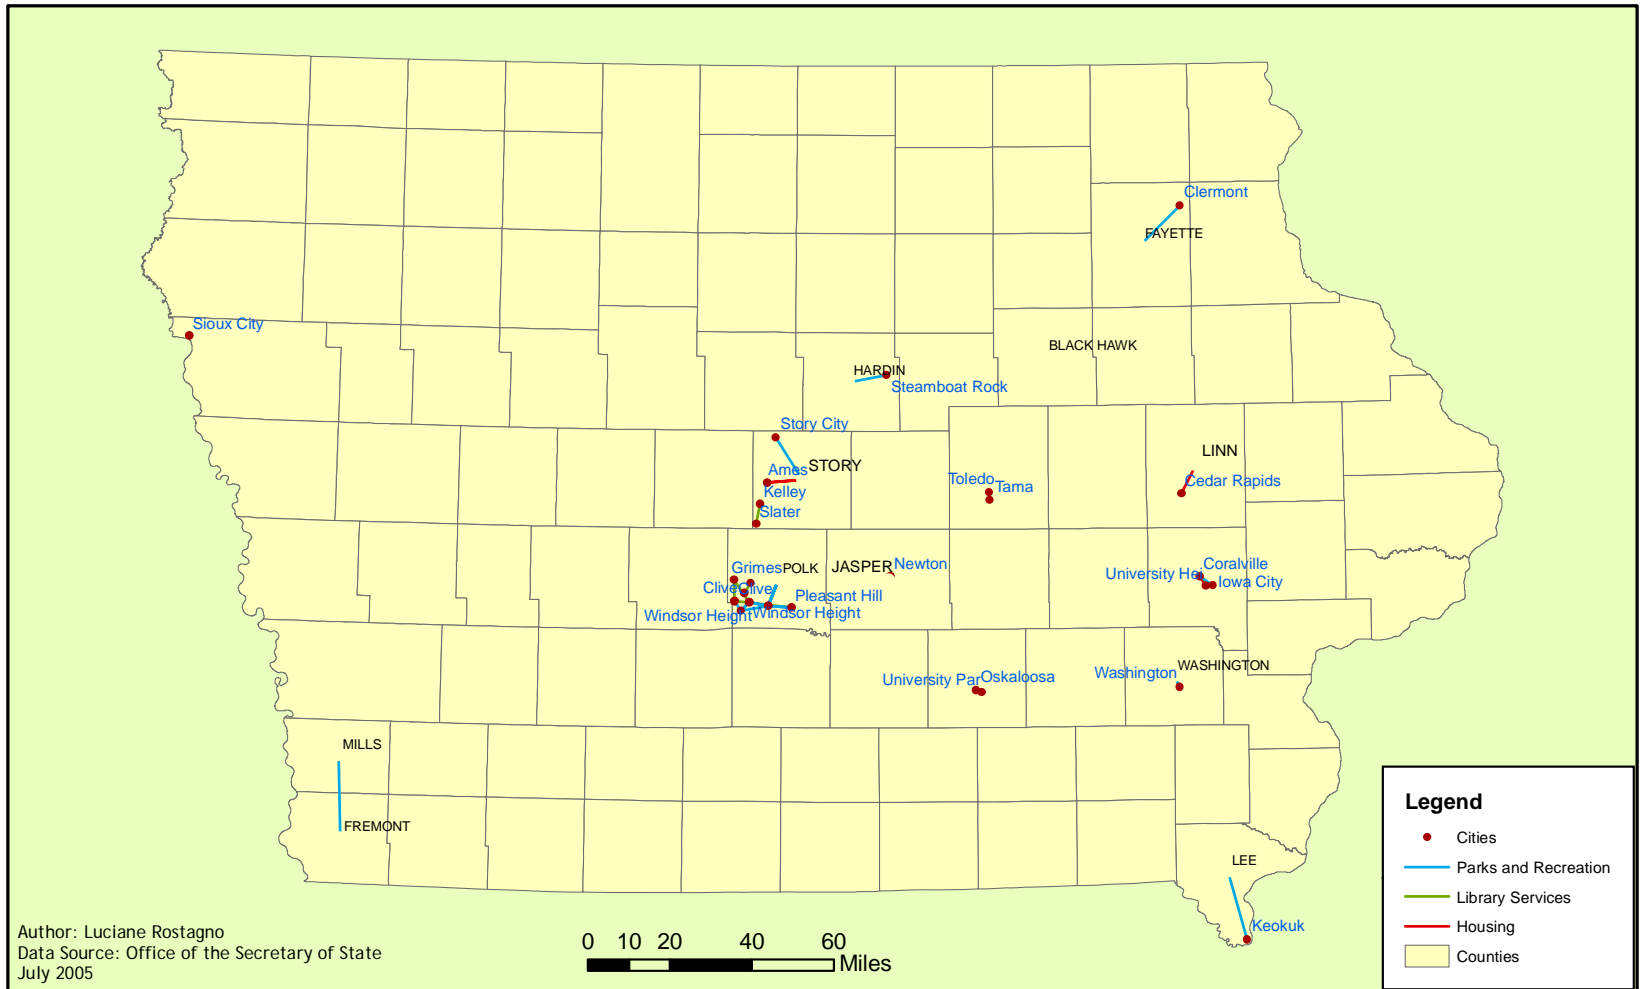 Clermont
FAYETTE
Sioux City
BLACK HAWK
HARDIN
Steamboat Rock
Story City
STORY
LINN
Ames
Toledo
Cedar Rapids
Tama
Kelley
Slater
Grimes
POLK
JASPER
Newton
Coralville
University Hei
Iowa City
Clive
Clive
Pleasant Hill
Windsor Height
Windsor Height
WASHINGTON
Washington
University Par
Oskaloosa
MILLS
FREMONT
LEE
Keokuk
Legend
Cities
Parks and Recreation
Library Services
Housing
Counties
Author: Luciane Rostagno
Data Source: Office of the Secretary of State
July 2005
0 10 20 40 60
Miles